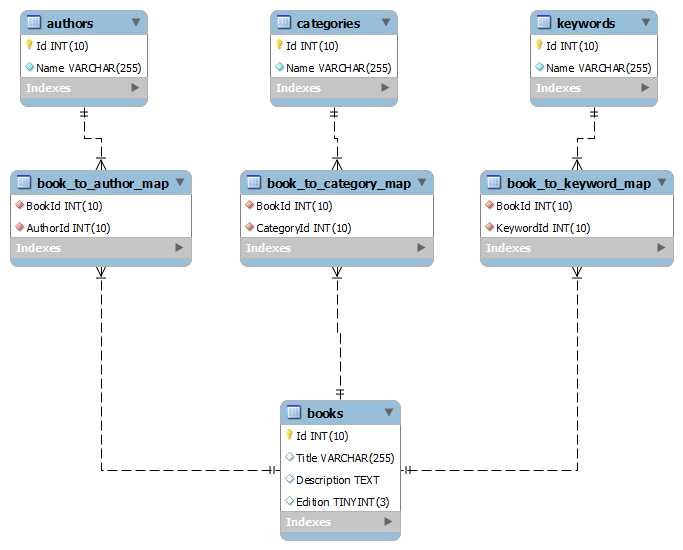 authors
Id INT(10)
Name VARCHAR(255)
Indexes
categories
Id INT(10)
Name VARCHAR(255)
Indexes
keywords
Id INT(10)
Name VARCHAR(255)
Indexes
book_to_author_map
BookId INT(10)
AuthorId INT(10)
Indexes
book_to_category_map
BookId INT(10)
CategoryId INT(10)
Indexes
book_to_keyword_map
BookId INT(10)
KeywordId INT(10)
Indexes
books
Id INT(10)
Title VARCHAR(255)
Description TEXT
Edition TINYINT(3)
Indexes